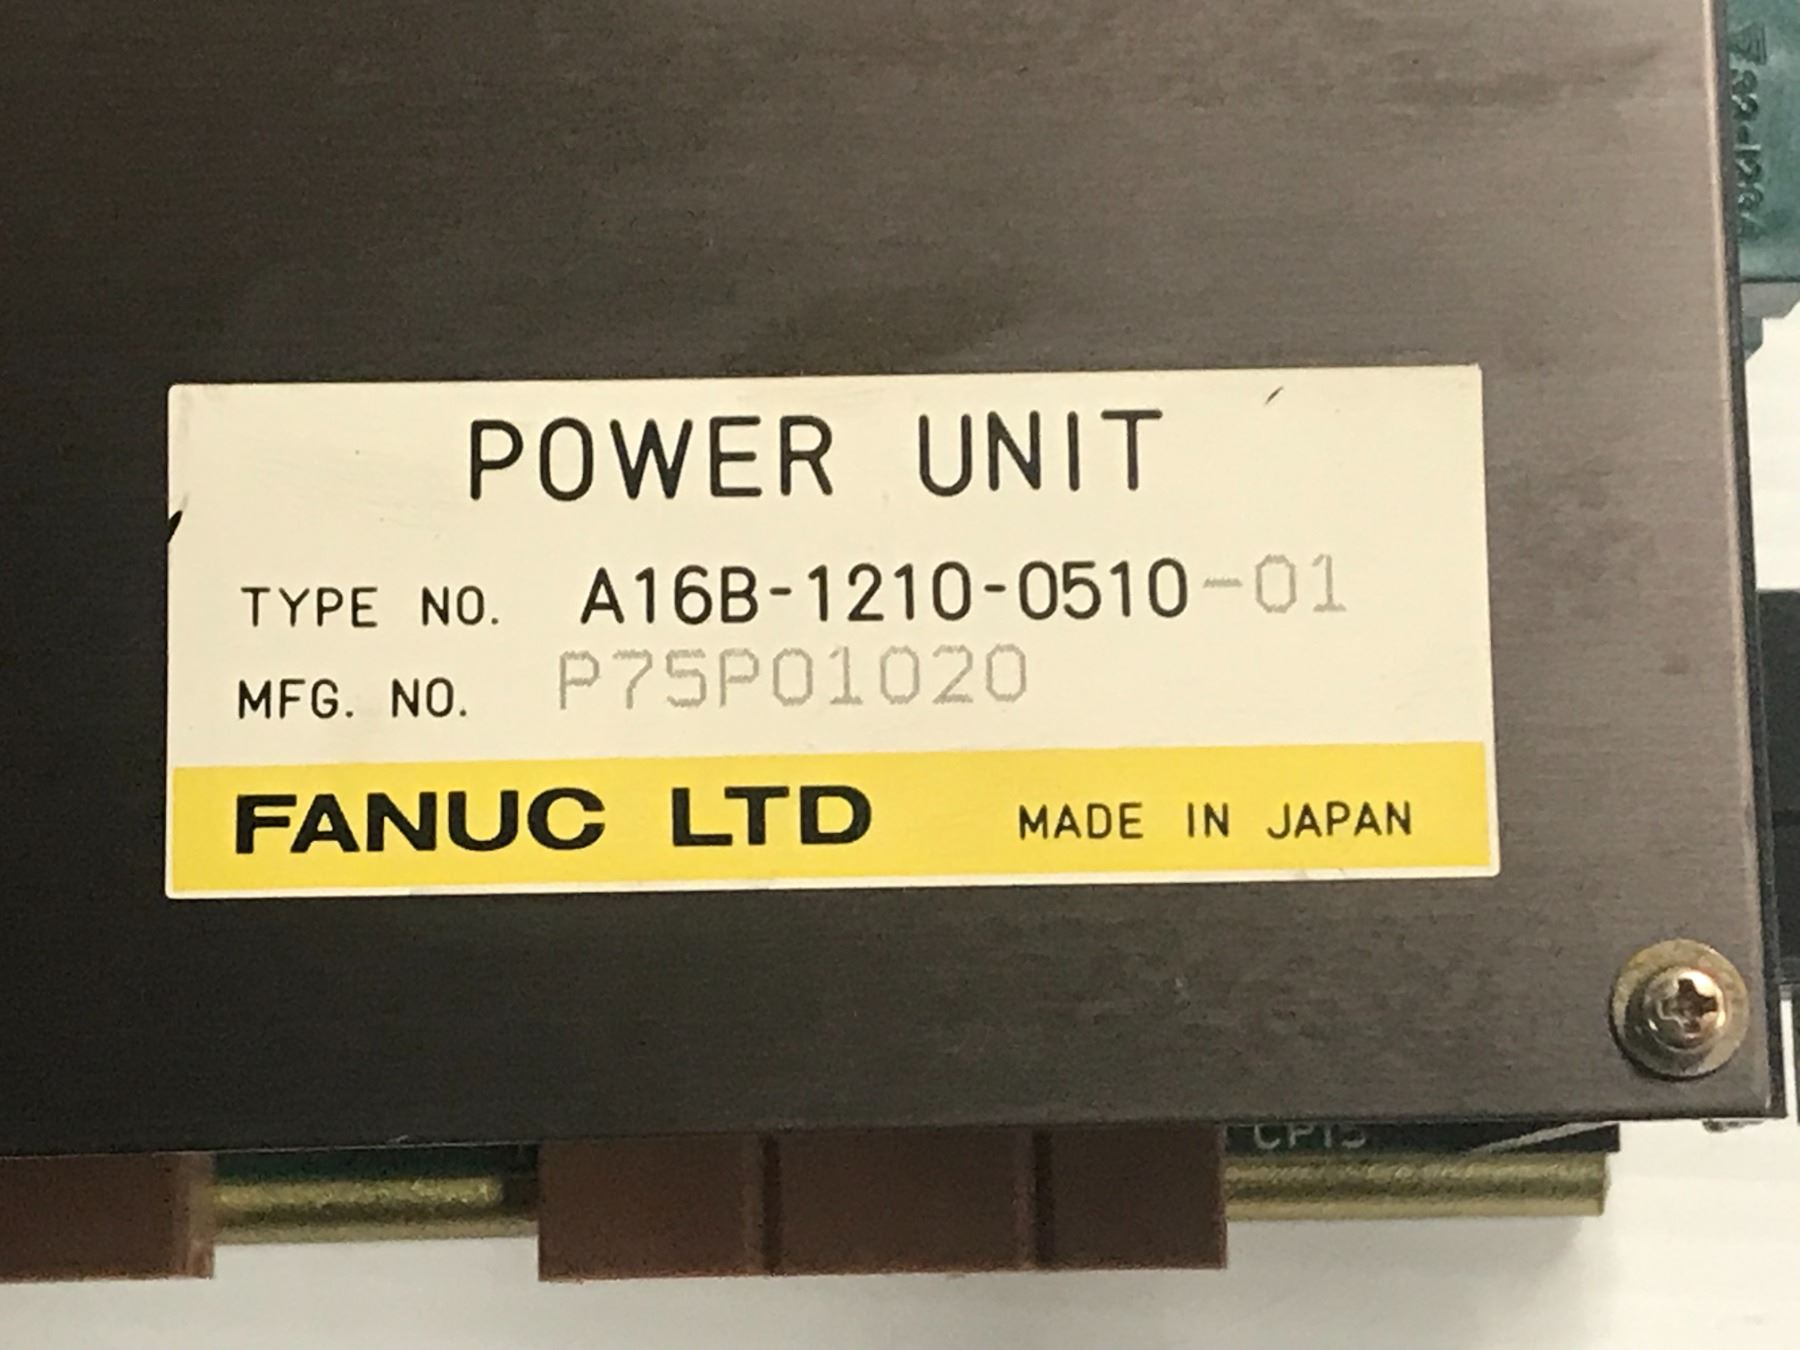 POWER UNIT
TYPE NO. A16B-1210-0510-01
MFG. NO. P75P01020
FANUC LTD MADE IN JAPAN